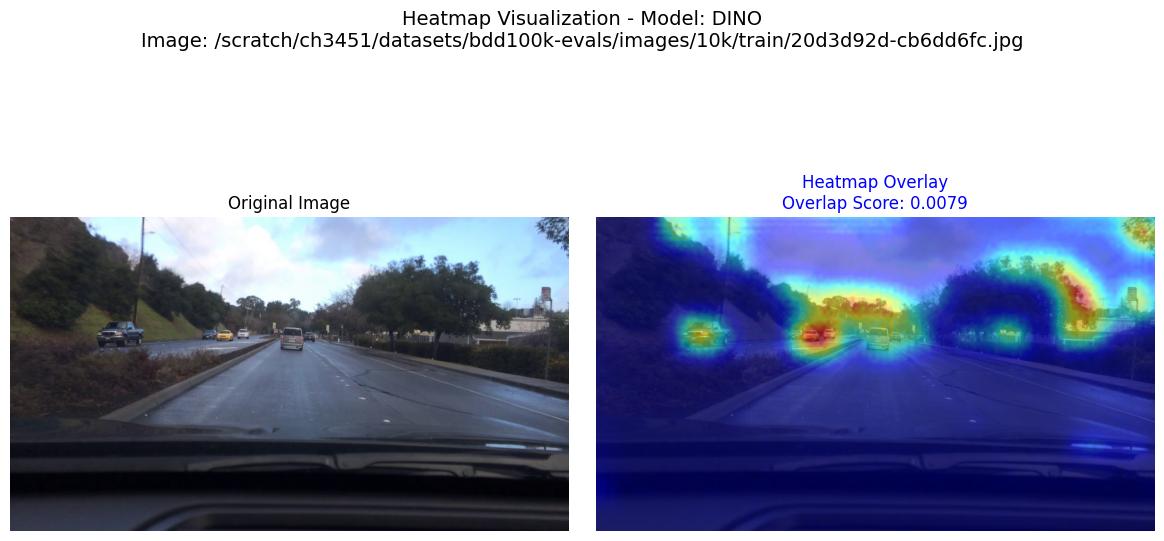 Heatmap Visualization - Model: DINO
Image: /scratch/ch3451/datasets/bdd100k-evals/images/10k/train/20d3d92d-cb6dd6fc.jpg
Original Image
Heatmap Overlay
Overlap Score: 0.0079